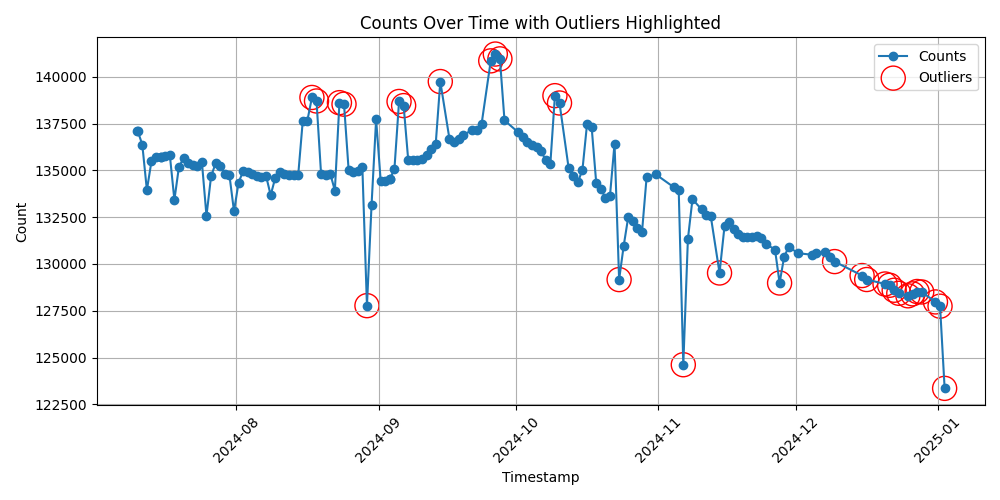 Counts Over Time with Outliers Highlighted
Counts
Outliers
Count
140000
137500
135000
132500
130000
127500
125000
122500
2024-08
2024-09
2024-10
2024-11
2024-12
2025-01
Timestamp